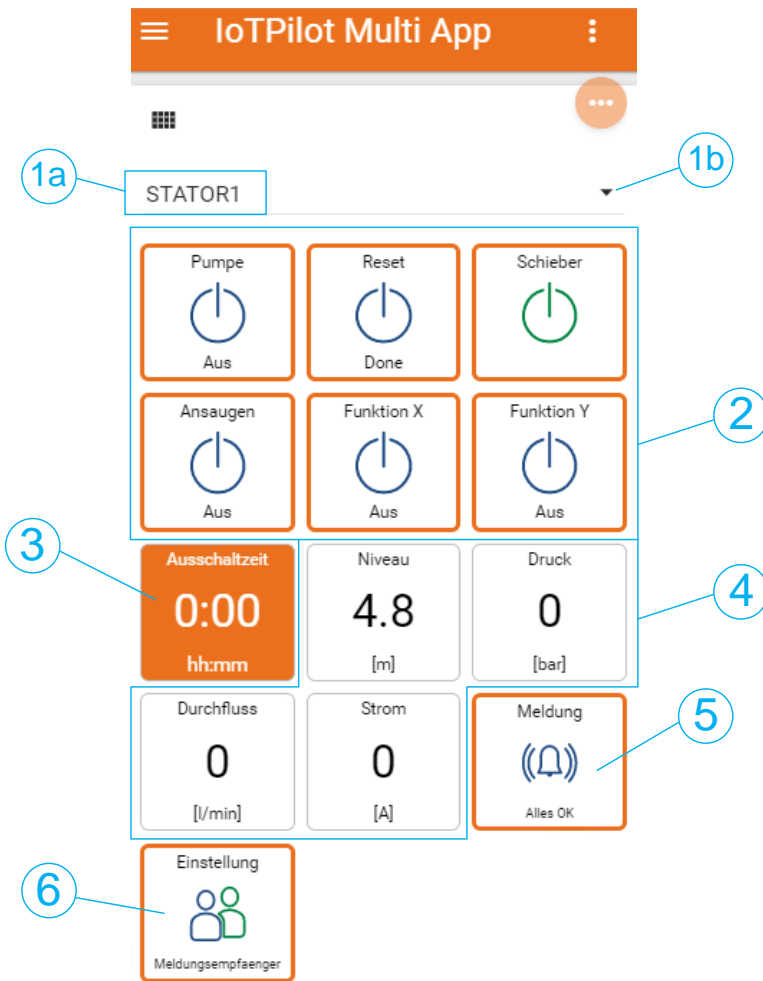 IoTPilot Multi App
1a
1b
STATOR1
Pumpe
Reset
Schieber
Aus
Done
Ansaugen
Funktion X
Funktion Y
2
Aus
Aus
Aus
3
Ausschaltzeit
Niveau
Druck
0:00
4.8
0
4
hh:mm
[m]
[bar]
Durchfluss
Strom
Meldung
5
0
0
[l/min]
[A]
Alles OK
Einstellung
6
Meldungsempfaenger